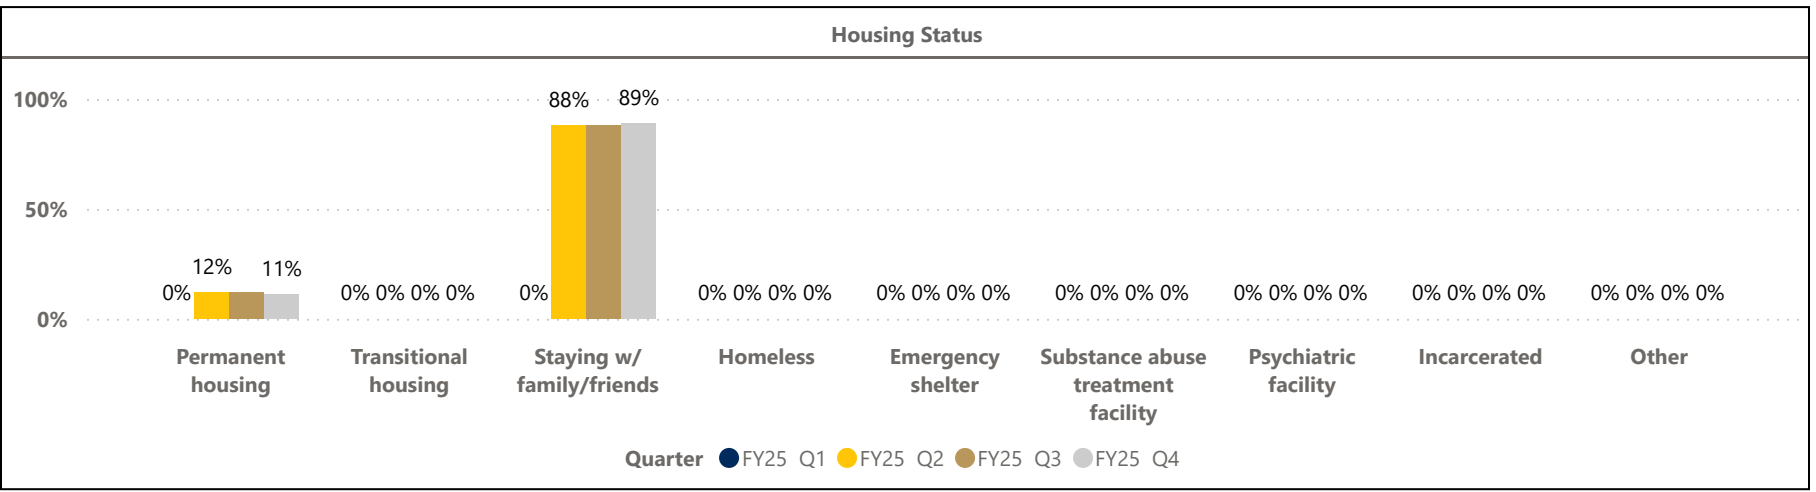 Housing Status
100%
88% 89%
50%
12% 11%
0% 0% 0% 0% 0% 0% 0% 0% 0% 0% 0% 0% 0% 0% 0% 0% 0% 0% 0% 0% 0% 0% 0% 0% 0% 0% 0% 0% 0% 0%
0%
Permanent housing
Transitional housing
Staying w/ family/friends
Homeless
Emergency shelter
Substance abuse treatment facility
Psychiatric facility
Incarcerated
Other
Quarter FY25 Q1 FY25 Q2 FY25 Q3 FY25 Q4